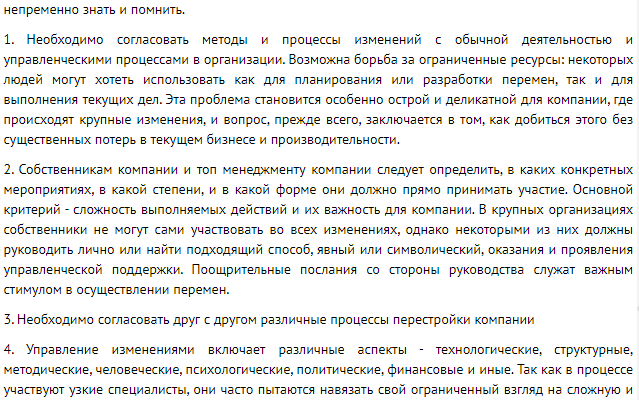 непременно знать и помнить.
1. Необходимо согласовать методы и процессы изменений с обычной деятельностью и
управленческими процессами в организации. Возможна борьба за ограниченные ресурсы: некоторых
людей могут хотеть использовать как для планирования или разработки перемен, так и для
выполнения текущих дел. Эта проблема становится особенно острой и деликатной для компании, где
происходят крупные изменения, и вопрос, прежде всего, заключается в том, как добиться этого без
существенных потерь в текущем бизнесе и производительности.
2. Собственникам компании и топ менеджменту компании следует определить, в каких конкретных
мероприятиях, в какой степени, и в какой форме они должно прямо принимать участие. Основной
критерий - сложность выполняемых действий и их важность для компании. В крупных организациях
собственники не могут сами участвовать во всех изменениях, однако некоторыми из них должны
руководить лично или найти подходящий способ, явный или символический, оказания и проявления
управленческой поддержки. Поощрительные послания со стороны руководства служат важным
стимулом в осуществлении перемен.
3. Необходимо согласовать друг с другом различные процессы перестройки компании
4. Управление изменениями включает различные аспекты - технологические, структурные,
методические, человеческие, психологические, политические, финансовые и иные. Так как в процессе
участвуют узкие специалисты, они часто пытаются навязать свой ограниченный взгляд на сложную и